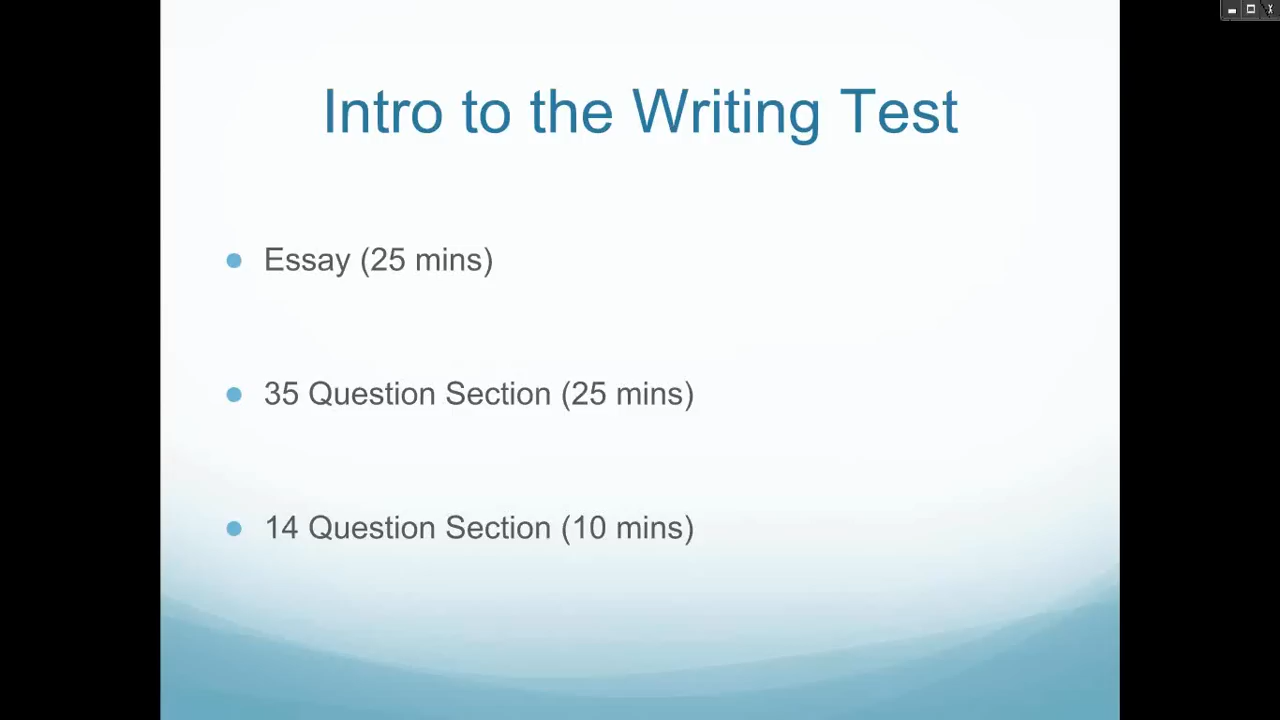 Intro to the Writing Test
Essay (25 mins)
35 Question Section (25 mins)
14 Question Section (10 mins)